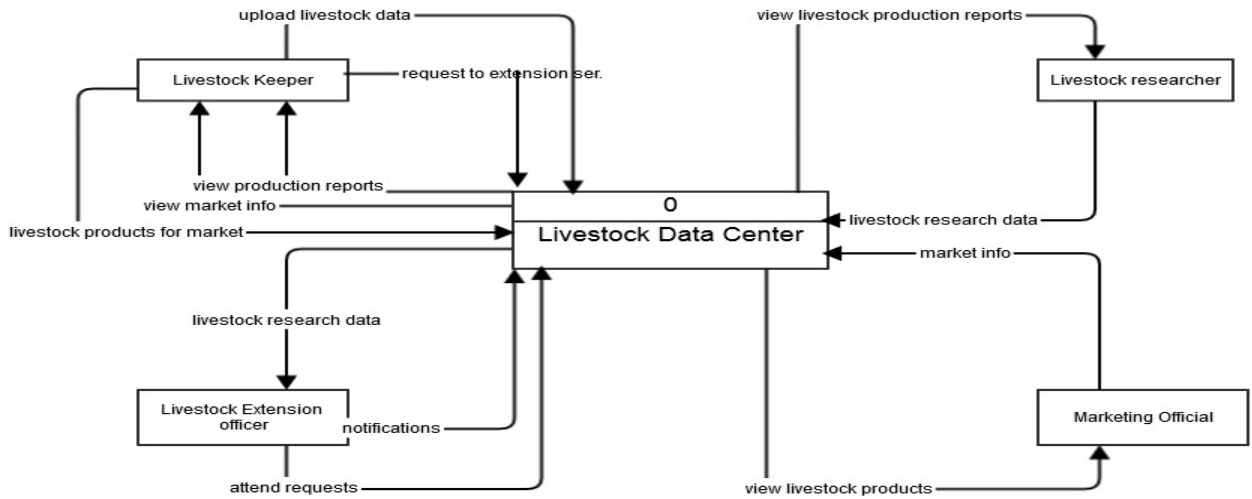 upload livestock data
view livestock production reports
Livestock Keeper
request to extension ser.
Livestock researcher
view production reports
view market info
0
livestock research data
livestock products for market
Livestock Data Center
market info
livestock research data
Livestock Extension
officer
notifications
Marketing Official
attend requests
view livestock products